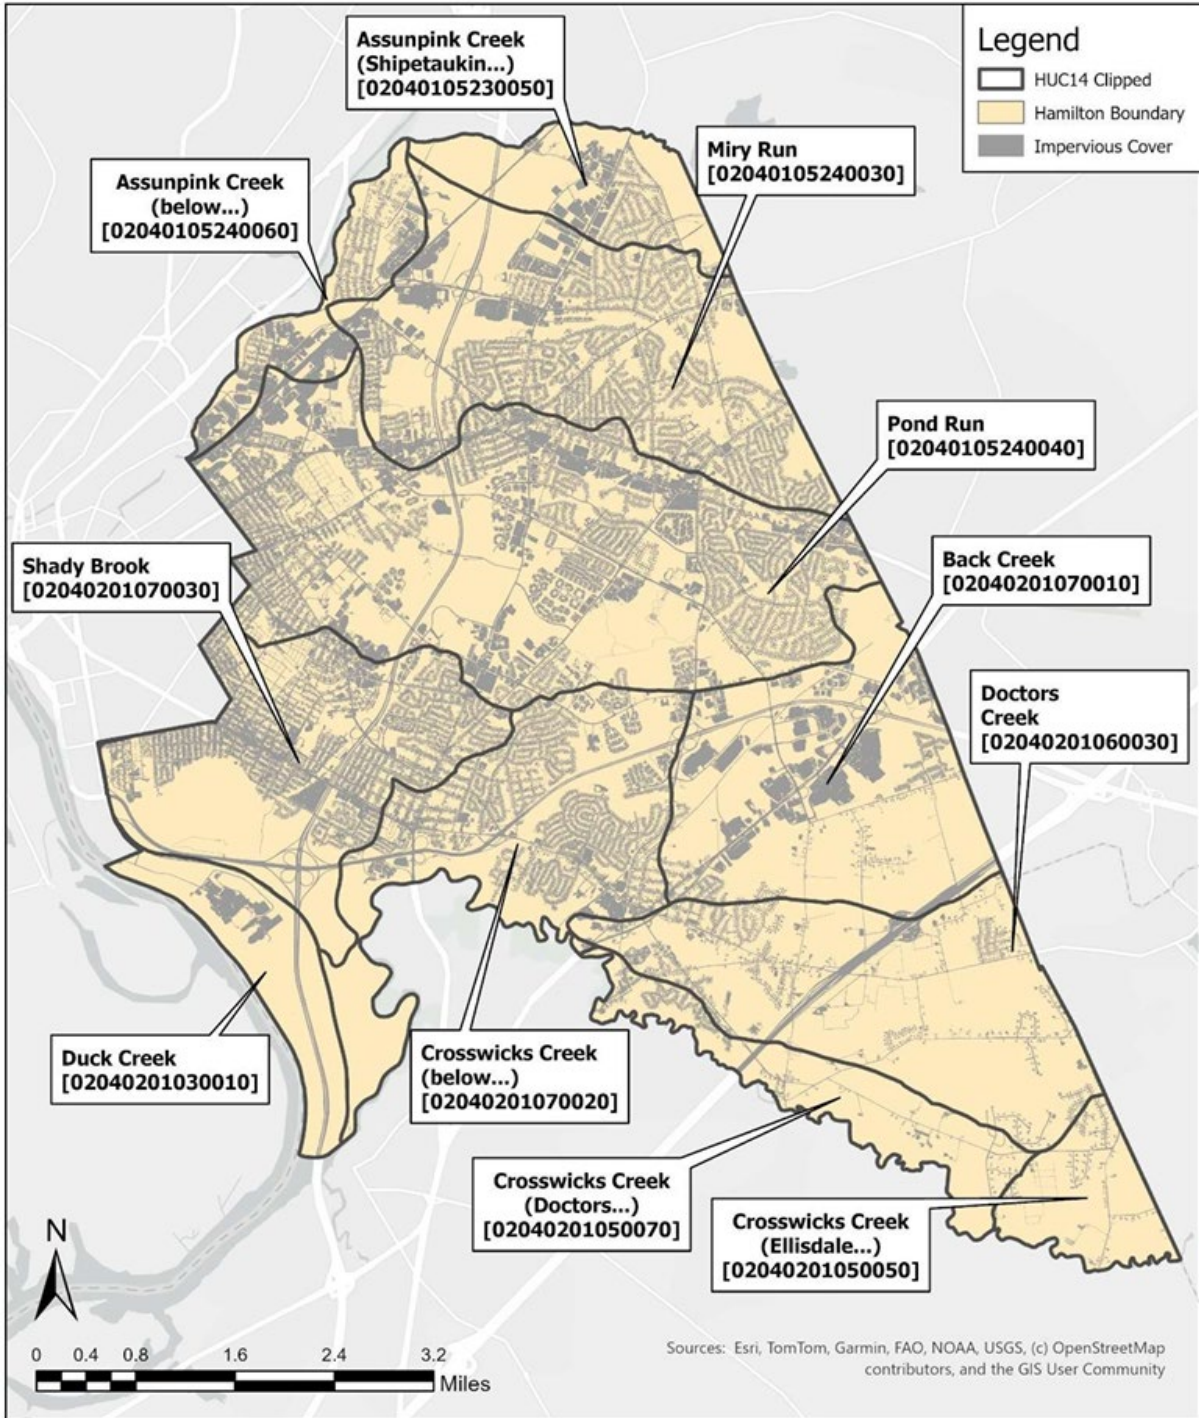 Assunpink Creek
(Shipetaukin...)
[02040105230050]
Legend
HUC14 Clipped
Hamilton Boundary
Impervious Cover
Miry Run
[02040105240030]
Assunpink Creek
(below...)
[02040105240060]
Pond Run
[02040105240040]
Shady Brook
[02040201070030]
Back Creek
[02040201070010]
Doctors
Creek
[02040201060030]
Duck Creek
[02040201030010]
Crosswicks Creek
(below...)
[02040201070020]
Crosswicks Creek
(Doctors...)
[02040201050070]
Crosswicks Creek
(Ellisdale...)
[02040201050050]
N
0 0.4 0.8 1.6 2.4 3.2
Miles
Sources: Esri, TomTom, Garmin, FAO, NOAA, USGS, (c) OpenStreetMap
contributors, and the GIS User Community